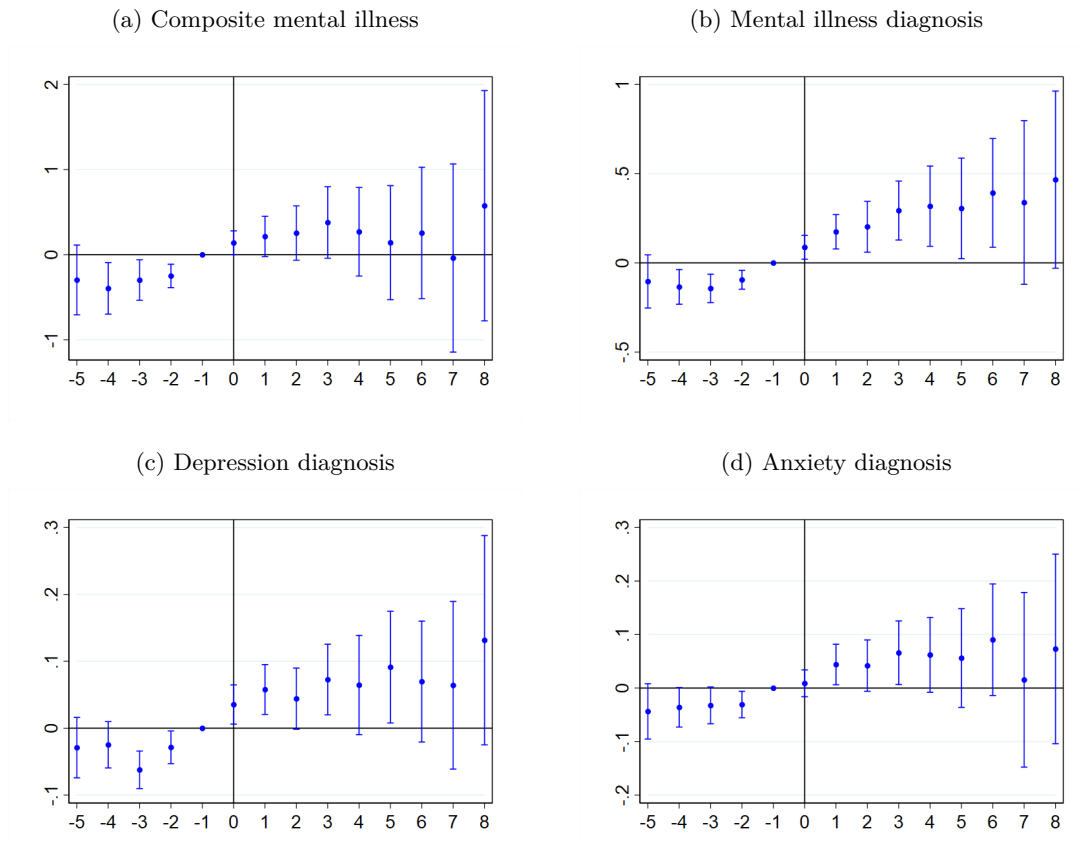 (a) Composite mental illness
2
1
0
-1
-5 -4 -3 -2 -1 0 1 2 3 4 5 6 7 8
(b) Mental illness diagnosis
1
.5
0
-.5
-5 -4 -3 -2 -1 0 1 2 3 4 5 6 7 8
(c) Depression diagnosis
.3
.2
.1
0
-.1
-5 -4 -3 -2 -1 0 1 2 3 4 5 6 7 8
(d) Anxiety diagnosis
.3
.2
.1
0
-.1
-.2
-5 -4 -3 -2 -1 0 1 2 3 4 5 6 7 8